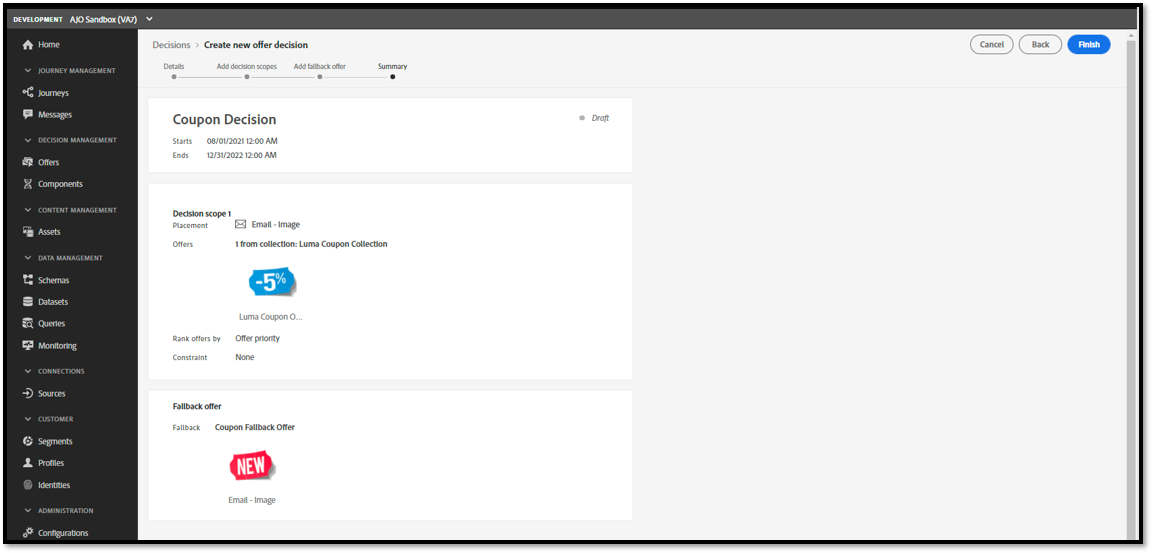 DEVELOPMENT AJO Sandbox (VA7)
Home
JOURNEY MANAGEMENT
Journeys
Messages
DECISION MANAGEMENT
Offers
Components
CONTENT MANAGEMENT
Assets
DATA MANAGEMENT
Schemas
Datasets
Queries
Monitoring
CONNECTIONS
Sources
CUSTOMER
Segments
Profiles
Identities
ADMINISTRATION
Configurations
Decisions > Create new offer decision
Cancel Back Finish
Details Add decision scopes Add fallback offer Summary
Coupon Decision Draft
Starts 08/01/2021 12:00 AM
Ends 12/31/2022 12:00 AM
Decision scope 1
Placement Email - Image
Offers 1 from collection: Luma Coupon Collection
-5%
Luma Coupon O...
Rank offers by Offer priority
Constraint None
Fallback offer
Fallback Coupon Fallback Offer
NEW
Email - Image